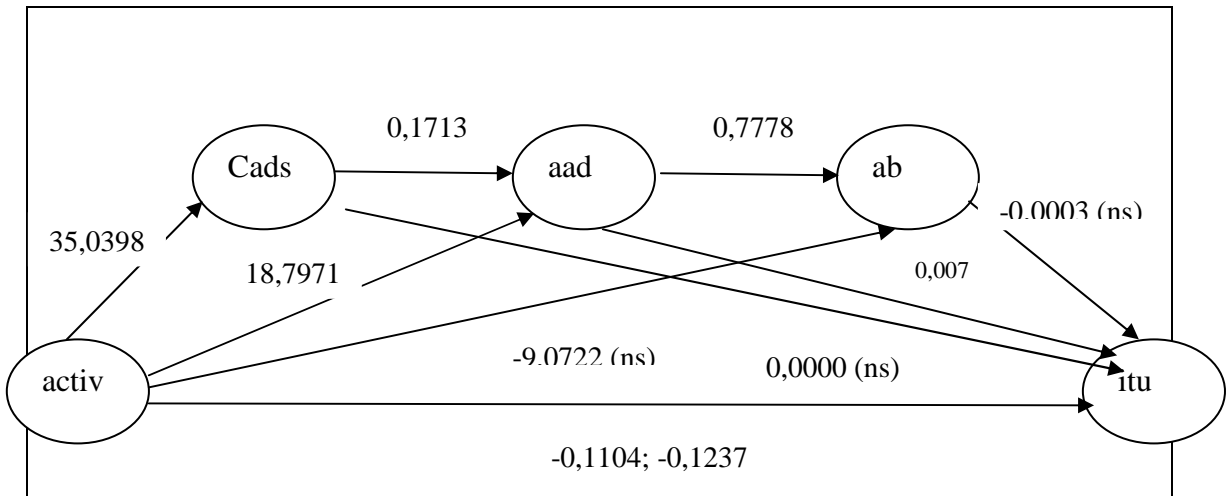 0,1713
0,7778
Cads
aad
ab
-0.0003 (ns)
35,0398
18,7971
0,007
-9.0722 (ns)
0,0000 (ns)
activ
itu
-0,1104; -0,1237